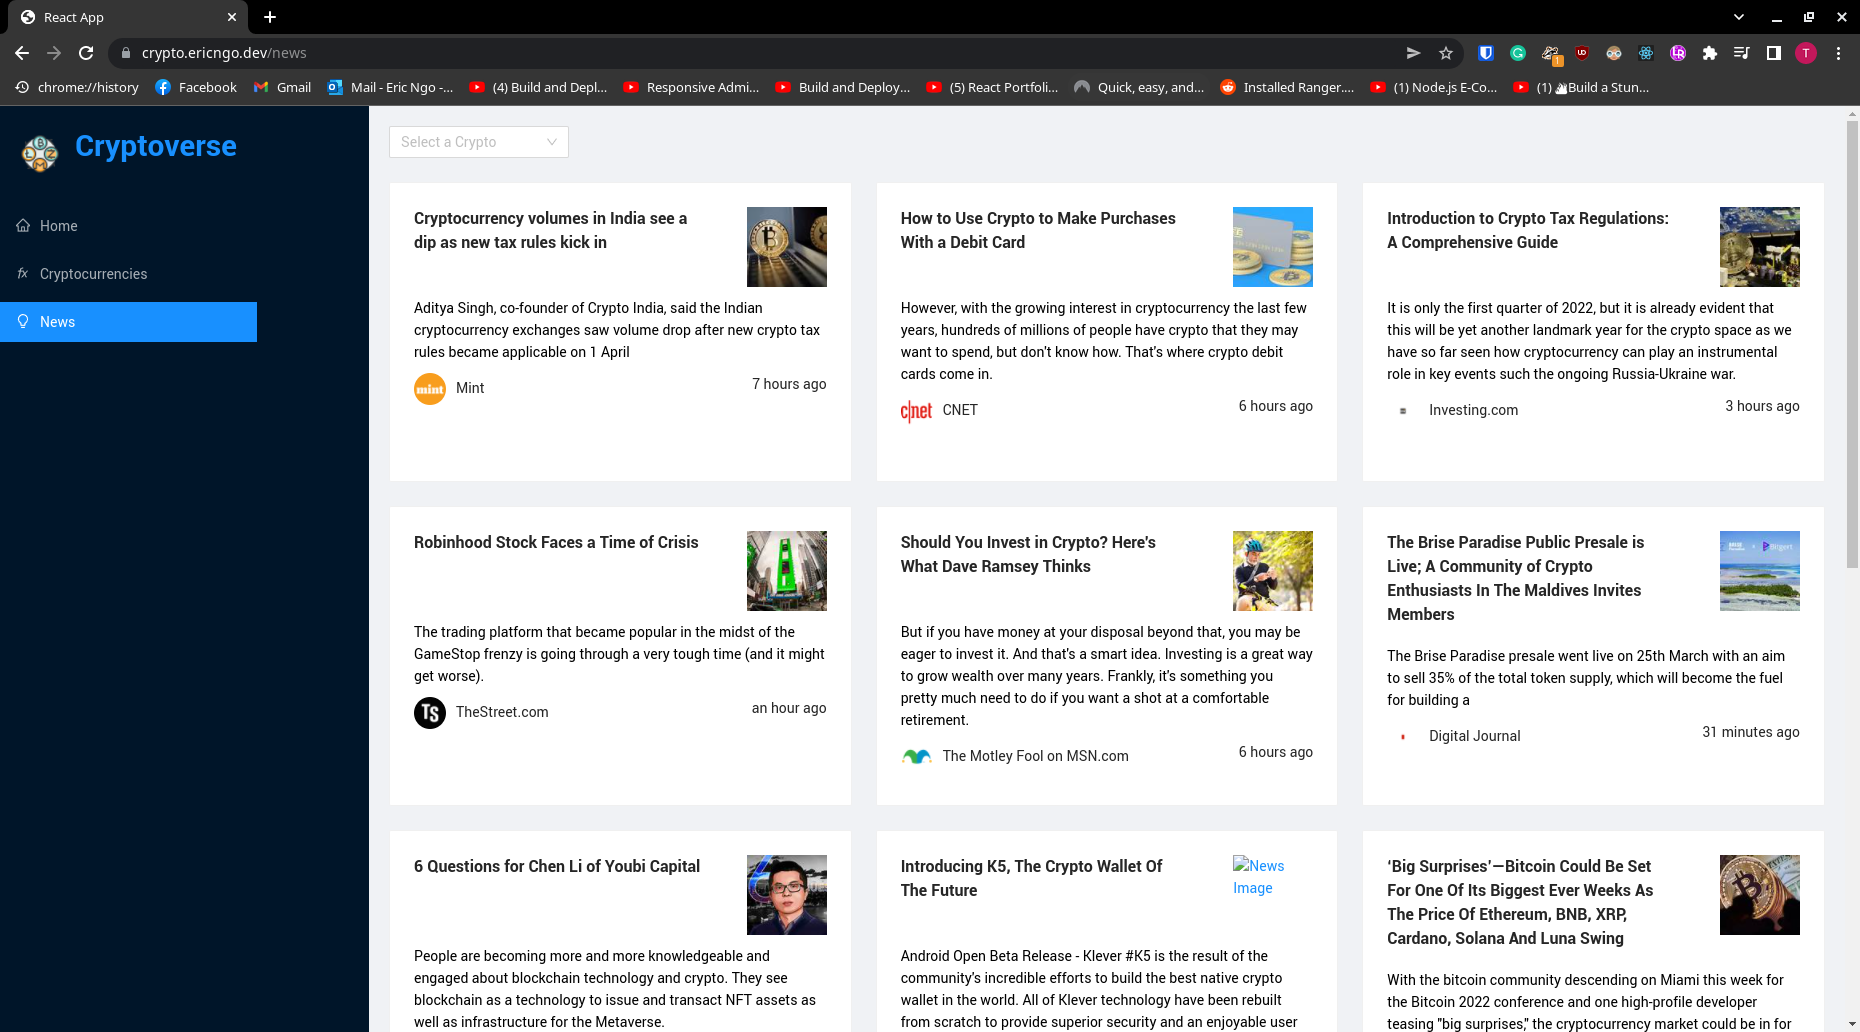 React App
crypto.ericngo.dev/news
1
T
chrome://history
Facebook
Gmail
Mail - Eric Ngo -...
(4) Build and Depl...
Responsive Admi...
Build and Deploy...
(5) React Portfoli...
Quick, easy, and...
Installed Ranger....
(1) Node.js E-Co...
(1) Build a Stun...
Cryptoverse
Home
Cryptocurrencies
News
Select a Crypto
Cryptocurrency volumes in India see a
dip as new tax rules kick in
Aditya Singh, co-founder of Crypto India, said the Indian
cryptocurrency exchanges saw volume drop after new crypto tax
rules became applicable on 1 April
mint
Mint
7 hours ago
How to Use Crypto to Make Purchases
With a Debit Card
However, with the growing interest in cryptocurrency the last few
years, hundreds of millions of people have crypto that they may
want to spend, but don't know how. That's where crypto debit
cards come in.
c|net
CNET
6 hours ago
Introduction to Crypto Tax Regulations:
A Comprehensive Guide
It is only the first quarter of 2022, but it is already evident that
this will be yet another landmark year for the crypto space as we
have so far seen how cryptocurrency can play an instrumental
role in key events such the ongoing Russia-Ukraine war.
Investing.com
3 hours ago
Robinhood Stock Faces a Time of Crisis
The trading platform that became popular in the midst of the
GameStop frenzy is going through a very tough time (and it might
get worse).
TS
TheStreet.com
an hour ago
Should You Invest in Crypto? Here's
What Dave Ramsey Thinks
But if you have money at your disposal beyond that, you may be
eager to invest it. And that's a smart idea. Investing is a great way
to grow wealth over many years. Frankly, it's something you
pretty much need to do if you want a shot at a comfortable
retirement.
The Motley Fool on MSN.com
6 hours ago
The Brise Paradise Public Presale is
Live; A Community of Crypto
Enthusiasts In The Maldives Invites
Members
The Brise Paradise presale went live on 25th March with an aim
to sell 35% of the total token supply, which will become the fuel
for building a
Digital Journal
31 minutes ago
6 Questions for Chen Li of Youbi Capital
People are becoming more and more knowledgeable and
engaged about blockchain technology and crypto. They see
blockchain as a technology to issue and transact NFT assets as
well as infrastructure for the Metaverse.
Introducing K5, The Crypto Wallet Of
The Future
News
Image
Android Open Beta Release - Klever #K5 is the result of the
community's incredible efforts to build the best native crypto
wallet in the world. All of Klever technology have been rebuilt
from scratch to provide superior security and an enjoyable user
‘Big Surprises’—Bitcoin Could Be Set
For One Of Its Biggest Ever Weeks As
The Price Of Ethereum, BNB, XRP,
Cardano, Solana And Luna Swing
With the bitcoin community descending on Miami this week for
the Bitcoin 2022 conference and one high-profile developer
teasing "big surprises," the cryptocurrency market could be in for